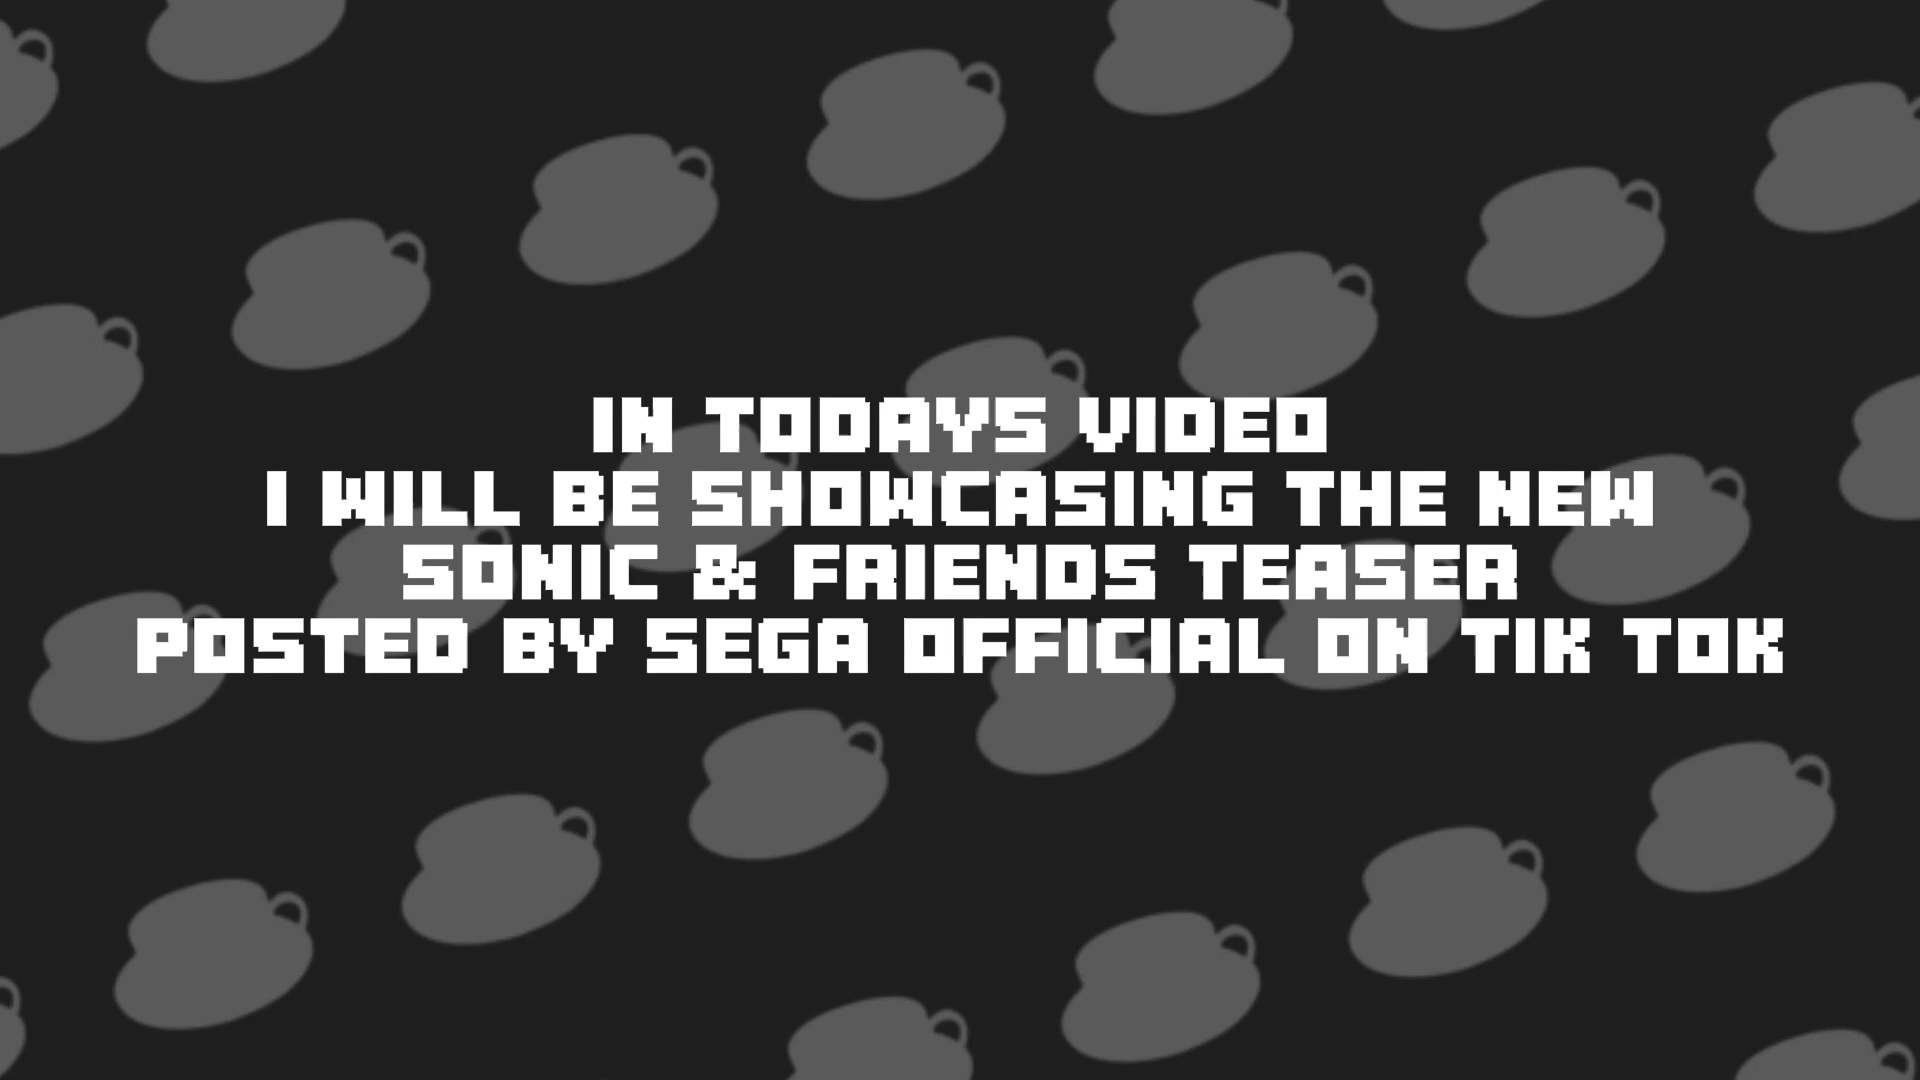 IN TODAYS VIDEO
I WILL BE SHOWCASING THE NEW
SONIC & FRIENDS TEASER
POSTED BY SEGA OFFICIAL ON TIK TOK